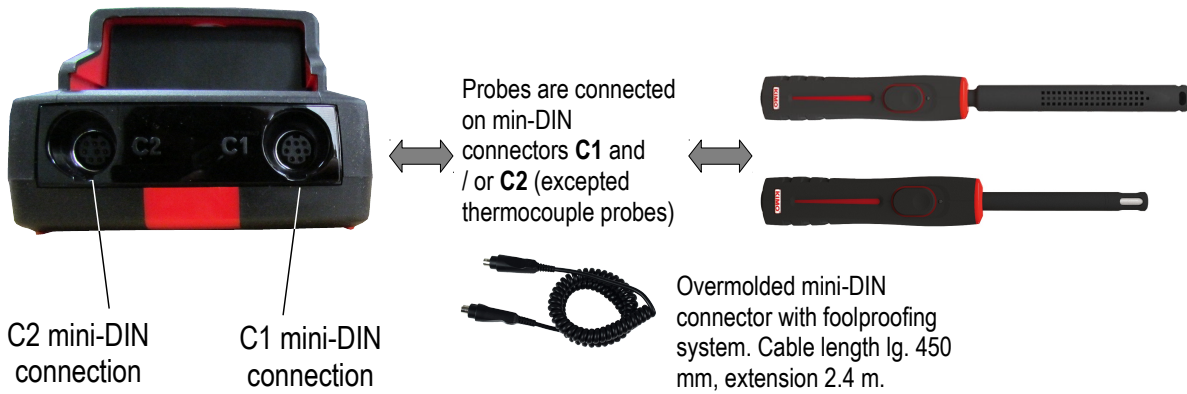 C2
C1
Probes are connected
on min-DIN
connectors C1 and
/ or C2 (excepted
thermocouple probes)
KIMO
KIMO
C2 mini-DIN
connection
C1 mini-DIN
connection
Overmolded mini-DIN
connector with foolproofing
system. Cable length lg. 450
mm, extension 2.4 m.